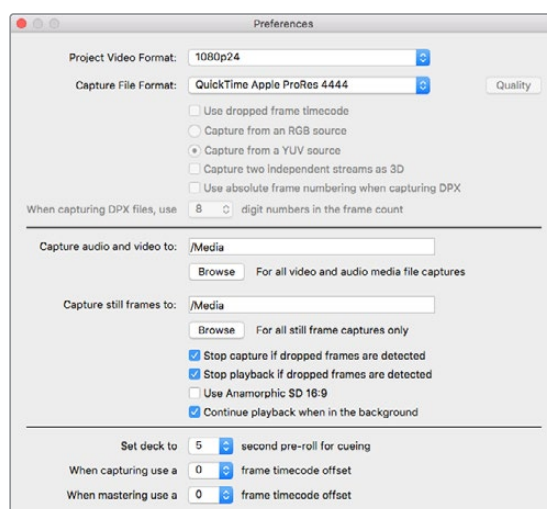 Preferences
Project Video Format: 1080p24
Capture File Format: QuickTime Apple ProRes 4444 Quality
Use dropped frame timecode
Capture from an RGB source
Capture from a YUV source
Capture two independent streams as 3D
Use absolute frame numbering when capturing DPX
When capturing DPX files, use 8 digit numbers in the frame count
Capture audio and video to: /Media
Browse For all video and audio media file captures
Capture still frames to: /Media
Browse For all still frame captures only
Stop capture if dropped frames are detected
Stop playback if dropped frames are detected
Use Anamorphic SD 16:9
Continue playback when in the background
Set deck to 5 second pre-roll for cueing
When capturing use a 0 frame timecode offset
When mastering use a 0 frame timecode offset